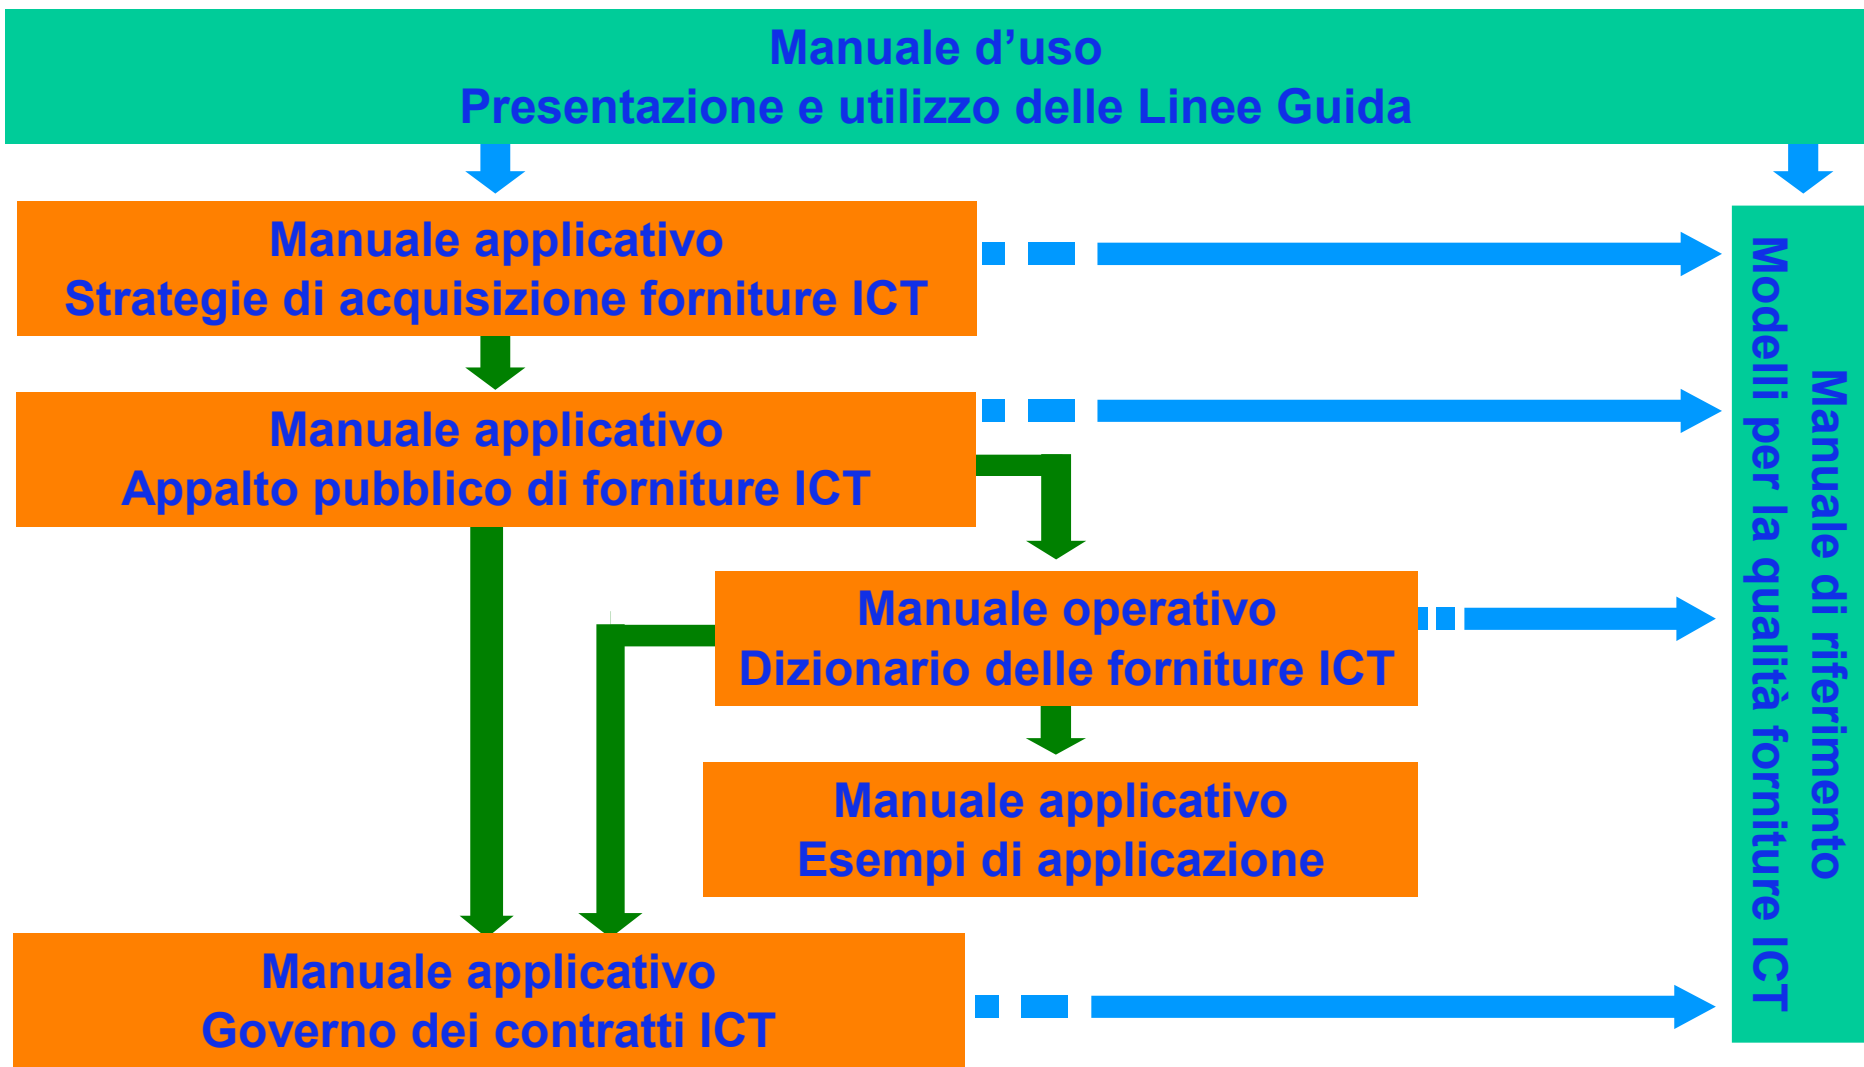 Manuale d’uso
Presentazione e utilizzo delle Linee Guida
Manuale applicativo
Strategie di acquisizione forniture ICT
Manuale applicativo
Appalto pubblico di forniture ICT
Manuale operativo
Dizionario delle forniture ICT
Manuale applicativo
Esempi di applicazione
Manuale applicativo
Governo dei contratti ICT
Manuale di riferimento
Modelli per la qualità forniture ICT